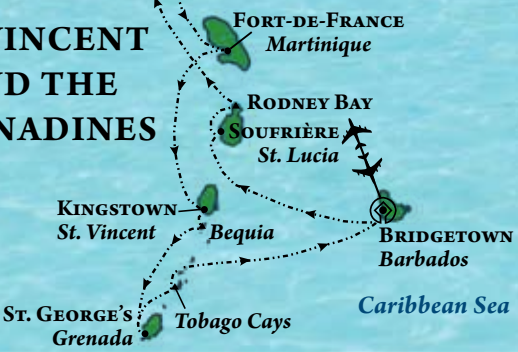 VINCENT
ND THE
NADINES
FORT-DE-FRANCE
Martinique
RODNEY BAY
SOUFRIÈRE
St. Lucia
KINGSTOWN
St. Vincent
Bequia
BRIDGETOWN
Barbados
Caribbean Sea
ST. GEORGE'S
Grenada
Tobago Cays